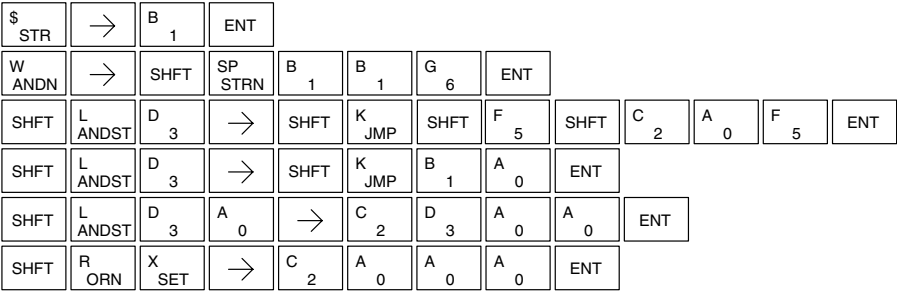 $ STR → B 1 ENT
W ANDN → SHFT SP STRN B 1 B 1 G 6 ENT
SHFT L ANDST D 3 → SHFT K JMP SHFT F 5 SHFT C 2 A 0 F 5 ENT
SHFT L ANDST D 3 → SHFT K JMP B 1 A 0 ENT
SHFT L ANDST D 3 A 0 → C 2 D 3 A 0 A 0 ENT
SHFT R ORN X SET → C 2 A 0 A 0 A 0 ENT